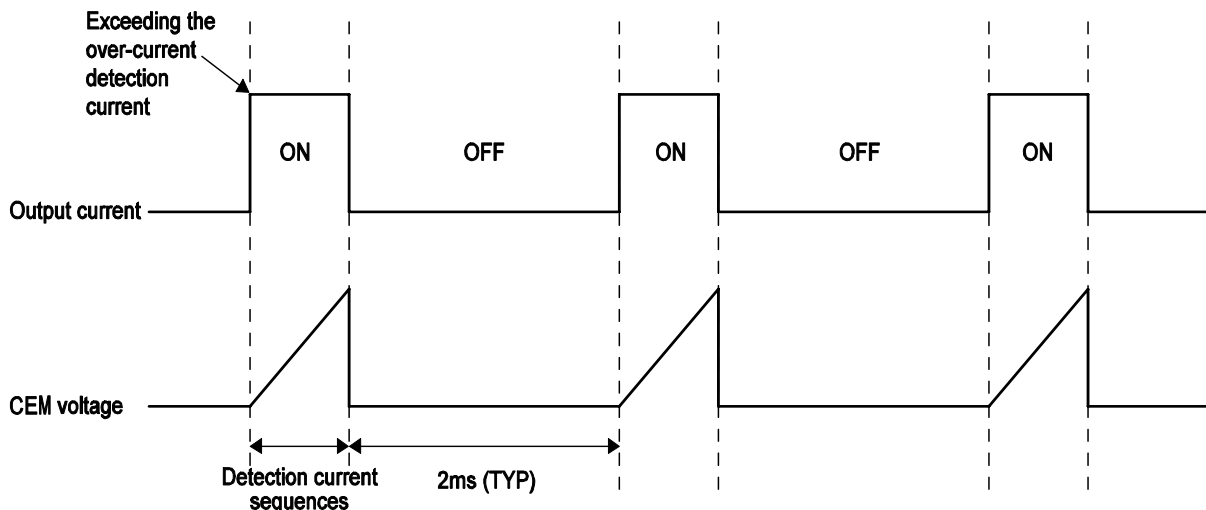 Exceeding the
over-current
detection
current
ON
OFF
ON
OFF
ON
Output current
CEM voltage
Detection current
sequences
2ms (TYP)